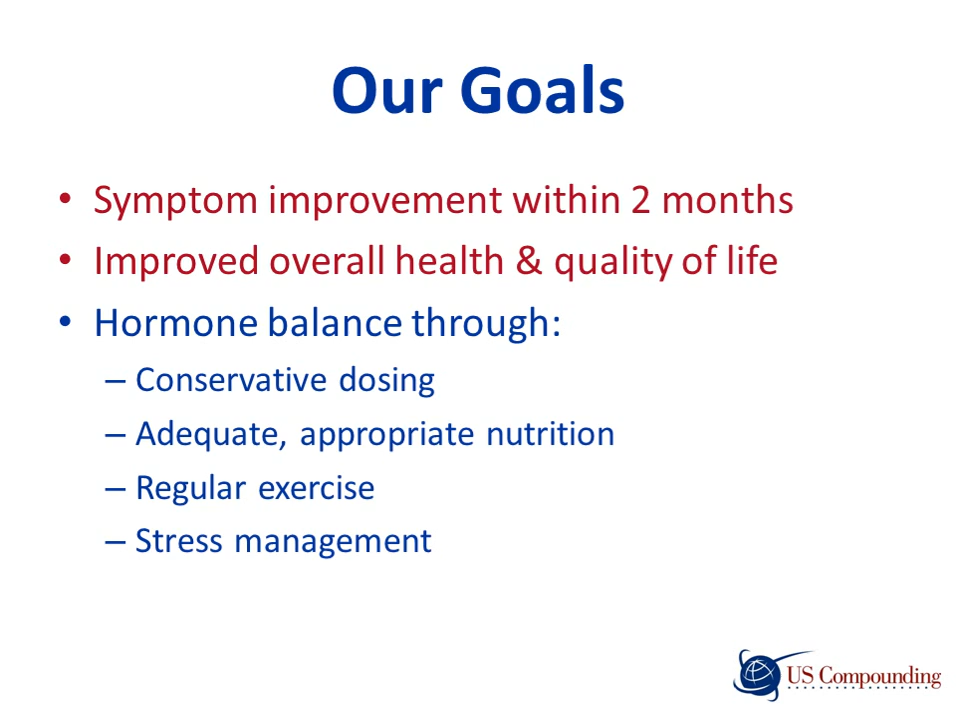 Our Goals
• Symptom improvement within 2 months
• Improved overall health & quality of life
• Hormone balance through:
– Conservative dosing
– Adequate, appropriate nutrition
– Regular exercise
– Stress management
US Compounding